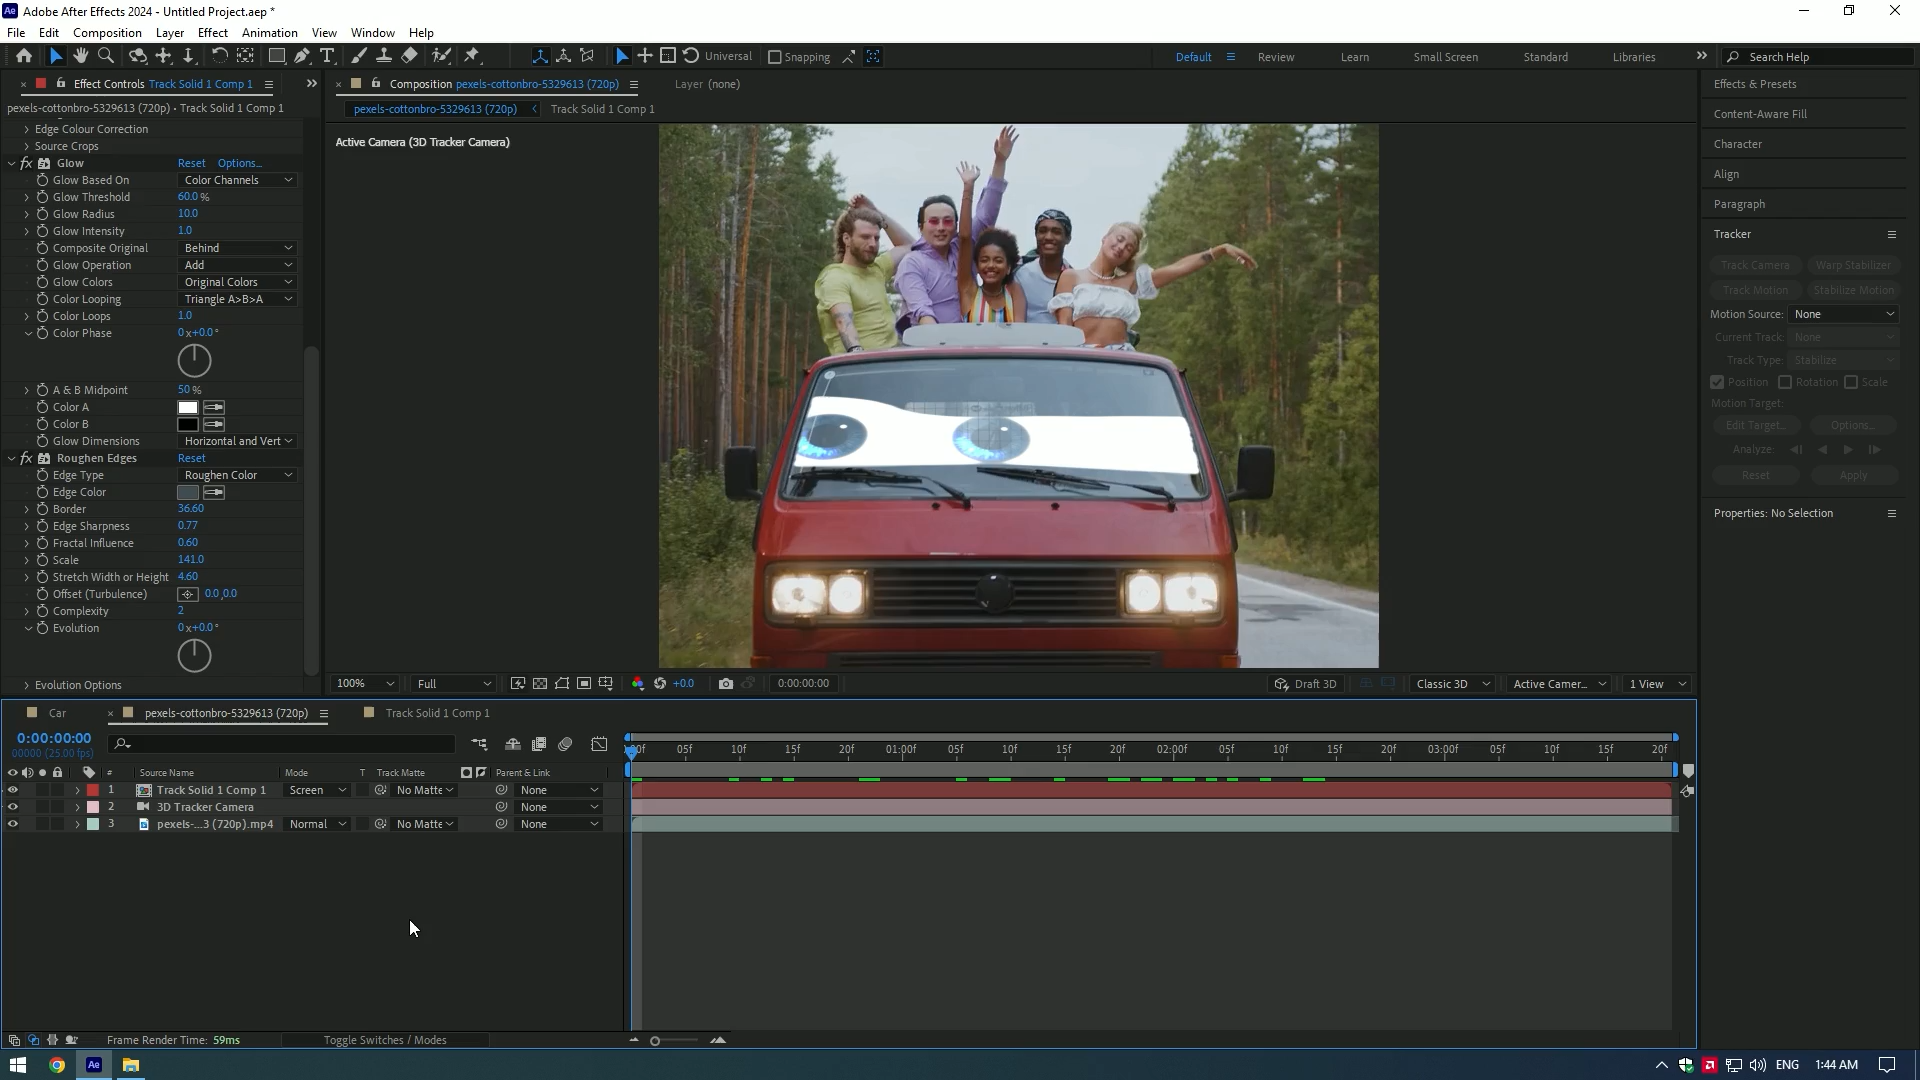 Adobe After Effects 2024 - Untitled Project.aep *
File Edit Composition Layer Effect Animation View Window Help
Universal Snapping Default Review Learn Small Screen Standard Libraries Search Help
Effect Controls Track Solid 1 Comp 1
Composition pexels-cottonbro-5329613 (720p)
Layer (none)
pexels-cottonbro-5329613 (720p) • Track Solid 1 Comp 1
pexels-cottonbro-5329613 (720p) Track Solid 1 Comp 1
Active Camera (3D Tracker Camera)
Edge Colour Correction
Source Crops
fx Glow Reset Options...
Glow Based On Color Channels
Glow Threshold 60.0 %
Glow Radius 10.0
Glow Intensity 1.0
Composite Original Behind
Glow Operation Add
Glow Colors Original Colors
Color Looping Triangle A>B>A
Color Loops 1.0
Color Phase 0 x+0.0 °
A & B Midpoint 50 %
Color A
Color B
Glow Dimensions Horizontal and Vert
fx Roughen Edges Reset
Edge Type Roughen Color
Edge Color
Border 36.60
Edge Sharpness 0.77
Fractal Influence 0.60
Scale 141.0
Stretch Width or Height 4.60
Offset (Turbulence) 0.0,0.0
Complexity 2
Evolution 0 x+0.0 °
Evolution Options
100% Full +0.0 0:00:00:00 Draft 3D Classic 3D Active Camer... 1 View
Effects & Presets
Content-Aware Fill
Character
Align
Paragraph
Tracker
Track Camera Warp Stabilizer
Track Motion Stabilize Motion
Motion Source: None
Current Track: None
Track Type: Stabilize
Position Rotation Scale
Motion Target:
Edit Target... Options...
Analyze:
Reset Apply
Properties: No Selection
Car pexels-cottonbro-5329613 (720p) Track Solid 1 Comp 1
0:00:00:00
00000 (25.00 fps)
:00f 05f 10f 15f 20f 01:00f 05f 10f 15f 20f 02:00f 05f 10f 15f 20f 03:00f 05f 10f 15f 20f
# Source Name Mode T Track Matte Parent & Link
1 Track Solid 1 Comp 1 Screen No Matte None
2 3D Tracker Camera None
3 pexels-...3 (720p).mp4 Normal No Matte None
Frame Render Time: 59ms Toggle Switches / Modes
Ae ENG 1:44 AM